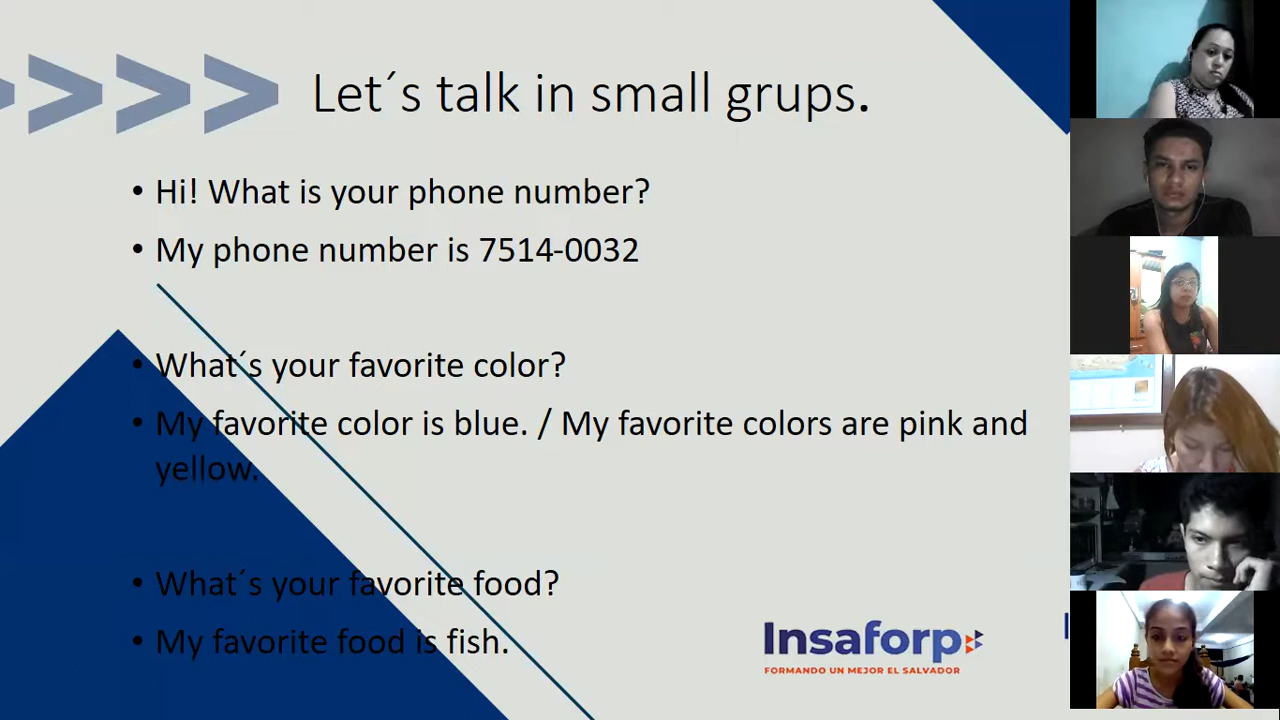 Let´s talk in small grups.
• Hi! What is your phone number?
• My phone number is 7514-0032
• What´s your favorite color?
• My favorite color is blue. / My favorite colors are pink and
yellow.
• What´s your favorite food?
• My favorite food is fish.
Insaforp
FORMANDO UN MEJOR EL SALVADOR